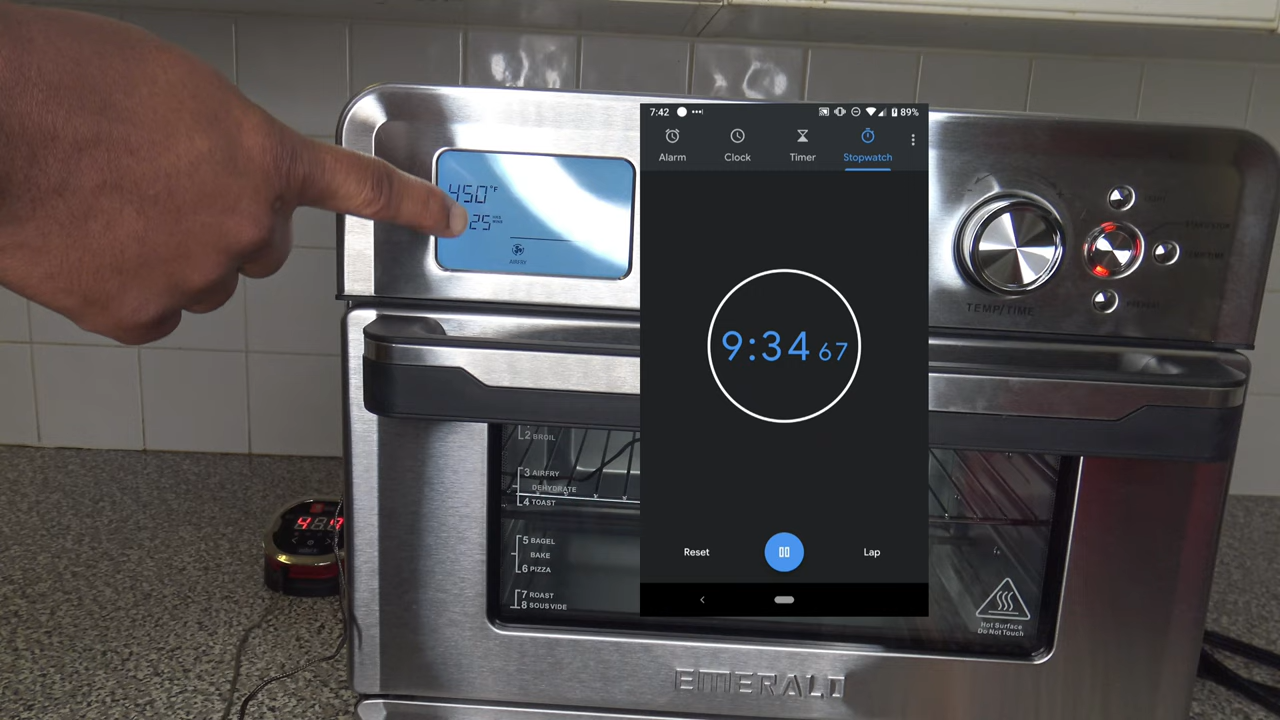 7:42
89%
Alarm
Clock
Timer
Stopwatch
450°F
25
AIRFRY
9:34 67
TEMP/TIME
2 BROIL
3 AIRFRY
DEHYDRATE
4 TOAST
5 BAGEL
BAKE
6 PIZZA
7 ROAST
8 SOUS VIDE
Reset
Lap
Hot Surface
Do Not Touch
EMERALD